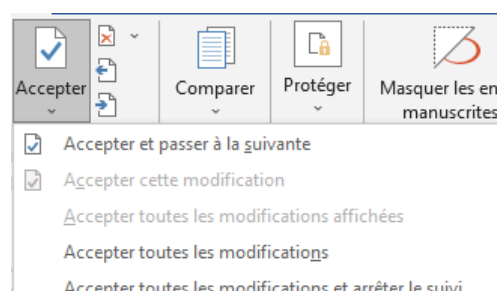 Accepter
Comparer
Protéger
Masquer les en
manuscrites
Accepter et passer à la suivante
Accepter cette modification
Accepter toutes les modifications affichées
Accepter toutes les modifications
Accepter toutes les modifications et arrêter le suivi